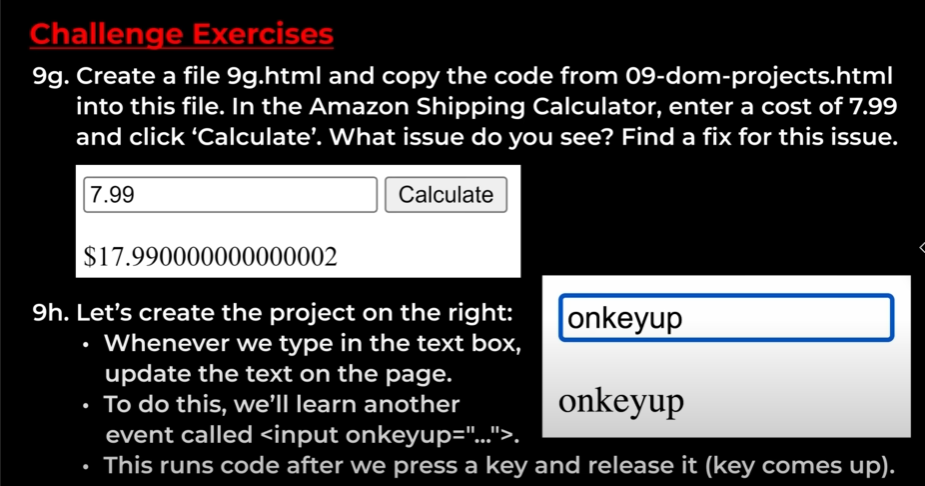 Challenge Exercises
9g. Create a file 9g.html and copy the code from 09-dom-projects.html
into this file. In the Amazon Shipping Calculator, enter a cost of 7.99
and click ‘Calculate’. What issue do you see? Find a fix for this issue.
7.99 Calculate
$17.990000000000002
9h. Let’s create the project on the right:
• Whenever we type in the text box,
update the text on the page.
• To do this, we’ll learn another
event called <input onkeyup="...">.
• This runs code after we press a key and release it (key comes up).
onkeyup
onkeyup